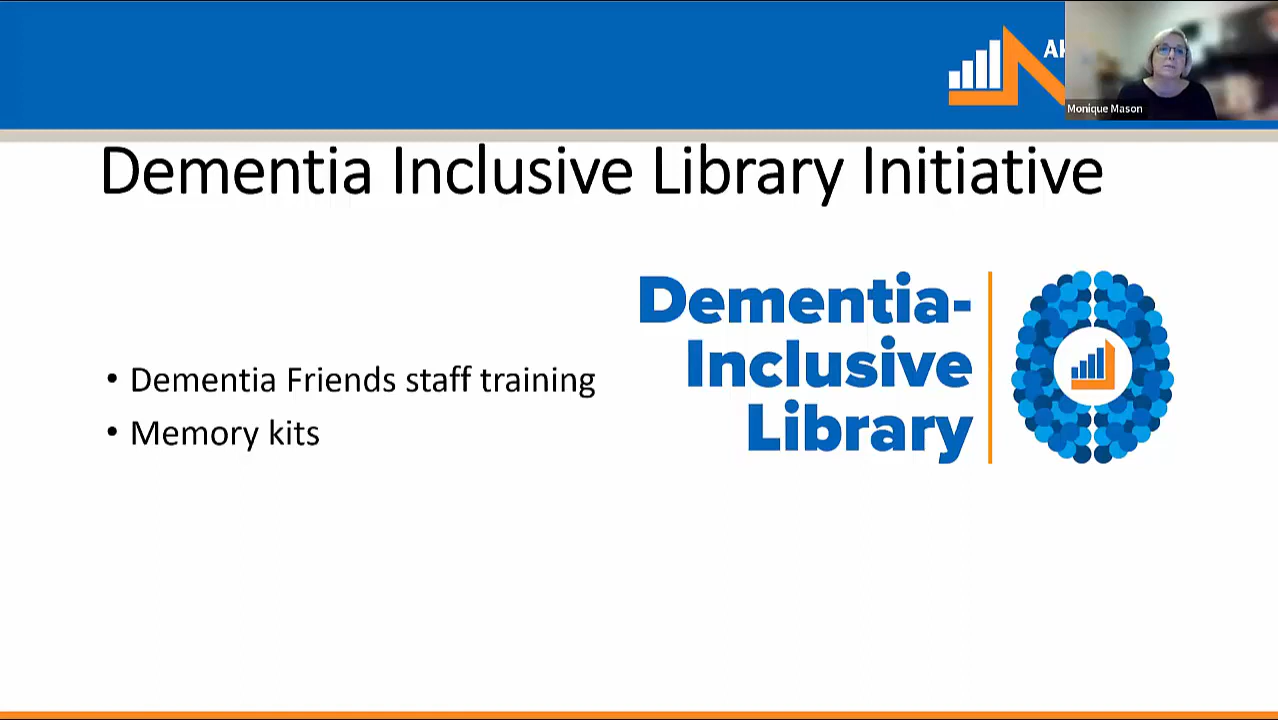 Monique Mason
Dementia Inclusive Library Initiative
• Dementia Friends staff training
• Memory kits
Dementia-
Inclusive
Library